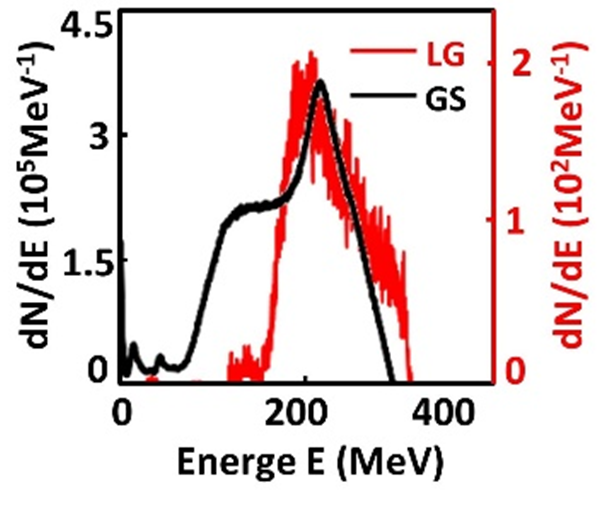 4.5
3
1.5
0
dN/dE (10⁵MeV⁻¹)
LG
GS
2
1
0
dN/dE (10²MeV⁻¹)
0 200 400
Energe E (MeV)